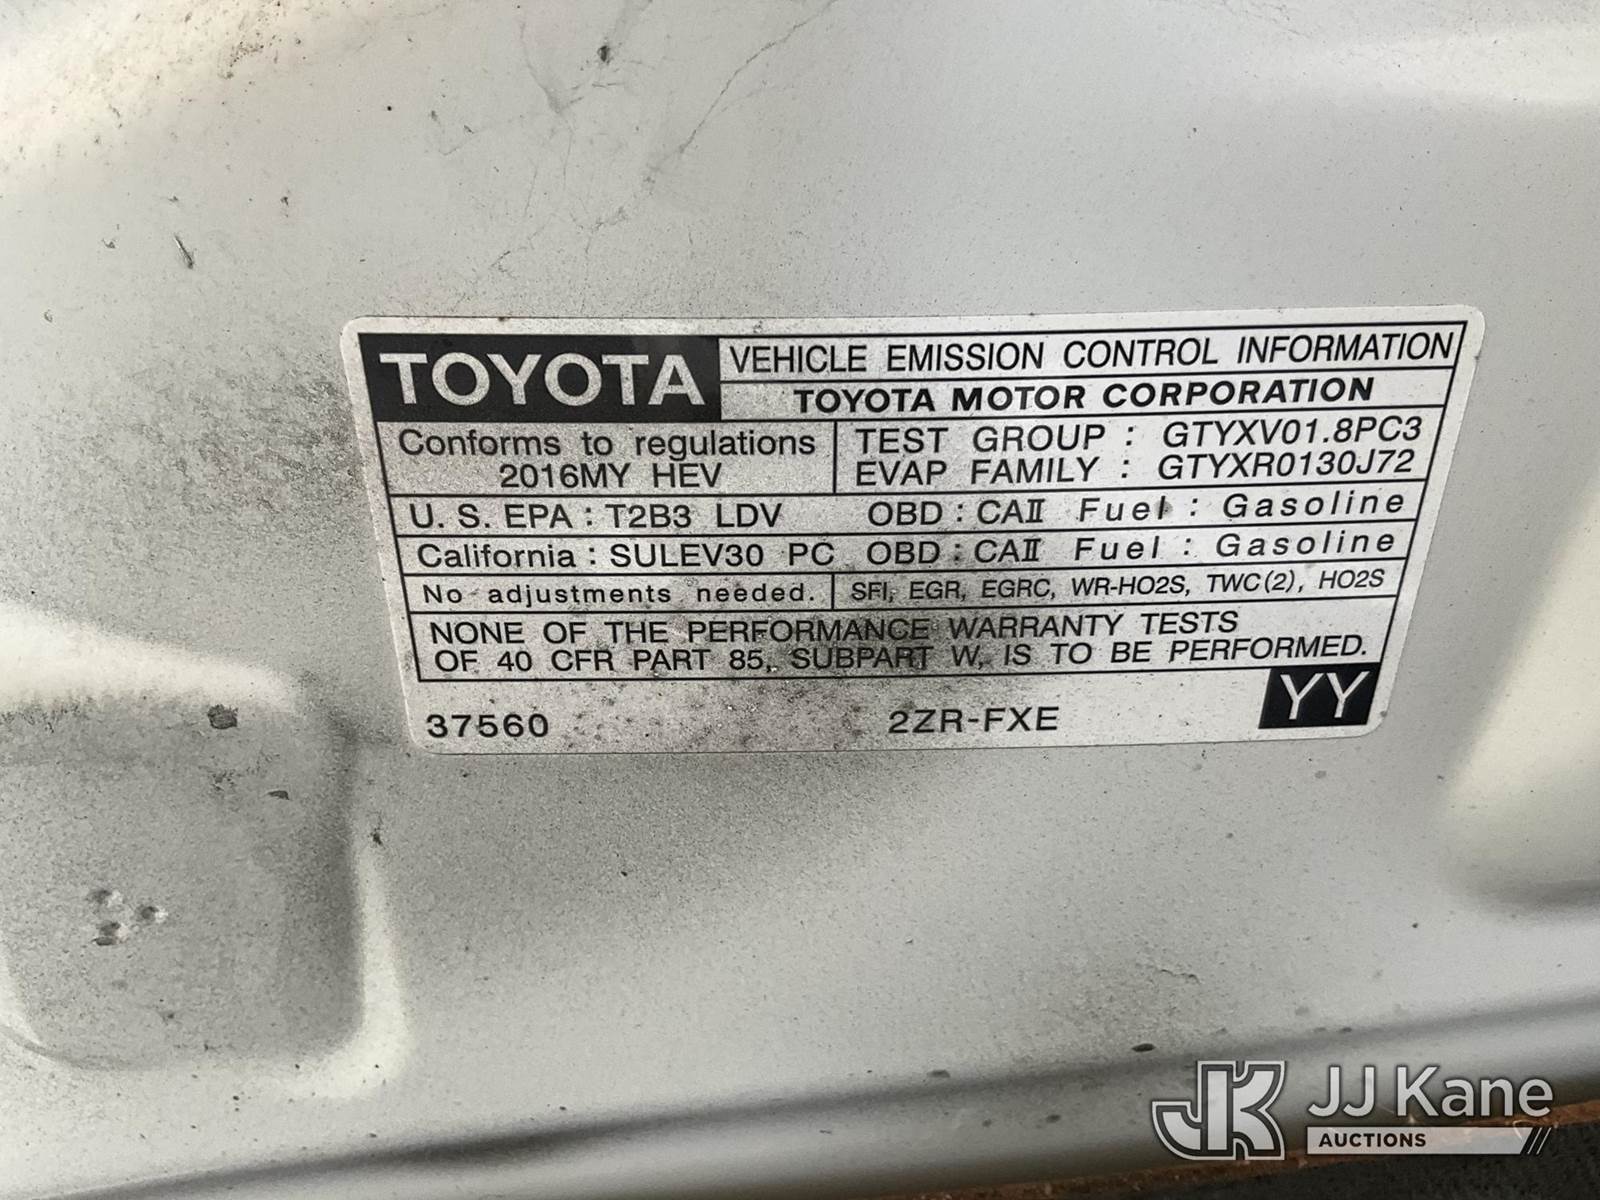 TOYOTA VEHICLE EMISSION CONTROL INFORMATION
TOYOTA MOTOR CORPORATION
Conforms to regulations
2016MY HEV
TEST GROUP : GTYXV01.8PC3
EVAP FAMILY : GTYXR0130J72
U. S. EPA : T2B3 LDV OBD : CAⅡ Fuel : Gasoline
California : SULEV30 PC OBD : CAⅡ Fuel : Gasoline
No adjustments needed. SFI, EGR, EGRC, WR-HO2S, TWC(2), HO2S
NONE OF THE PERFORMANCE WARRANTY TESTS
OF 40 CFR PART 85, SUBPART W, IS TO BE PERFORMED.
37560 2ZR-FXE YY
JK JJ Kane
AUCTIONS